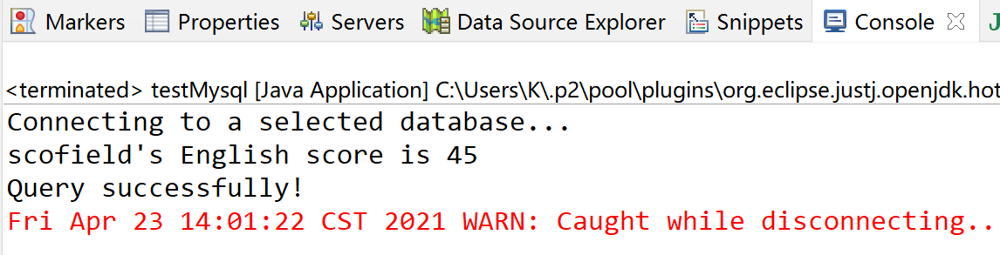 Markers Properties Servers Data Source Explorer Snippets Console J
<terminated> testMysql [Java Application] C:\Users\K\.p2\pool\plugins\org.eclipse.justj.openjdk.hot
Connecting to a selected database...
scofield's English score is 45
Query successfully!
Fri Apr 23 14:01:22 CST 2021 WARN: Caught while disconnecting..